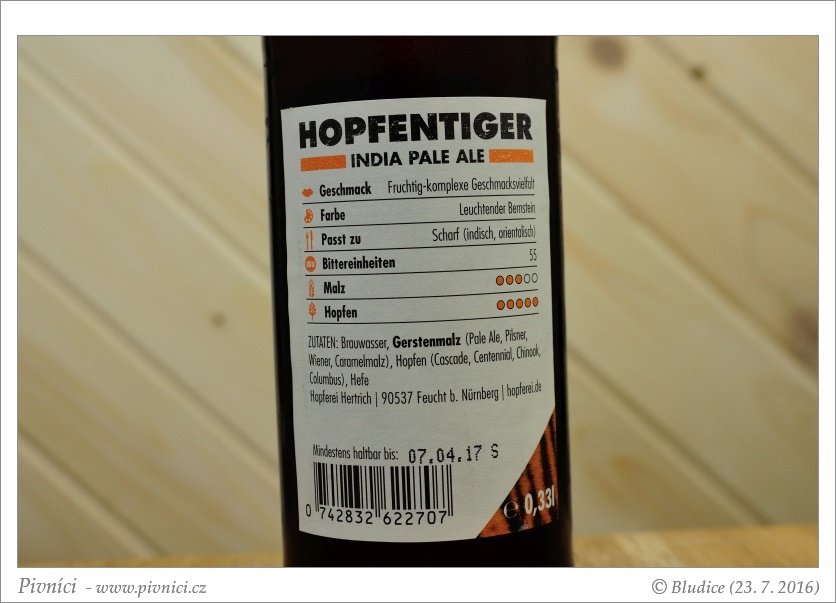 HOPFENTIGER
INDIA PALE ALE
Geschmack Fruchtig-komplexe Geschmacksvielfalt
Farbe Leuchtender Bernstein
Passt zu Scharf (indisch, orientalisch)
Bittereinheiten 55
Malz
Hopfen
ZUTATEN: Brauwasser, Gerstenmalz (Pale Ale, Pilsner,
Wiener, Caramelmalz), Hopfen (Cascade, Centennial, Chinook,
Columbus), Hefe
Hopferei Hertrich | 90537 Feucht b. Nürnberg | hopferei.de
Mindestens haltbar bis: 07.04.17 S
0 742832 622707
e 0,33l
Pivníci - www.pivnici.cz
© Bludice (23. 7. 2016)